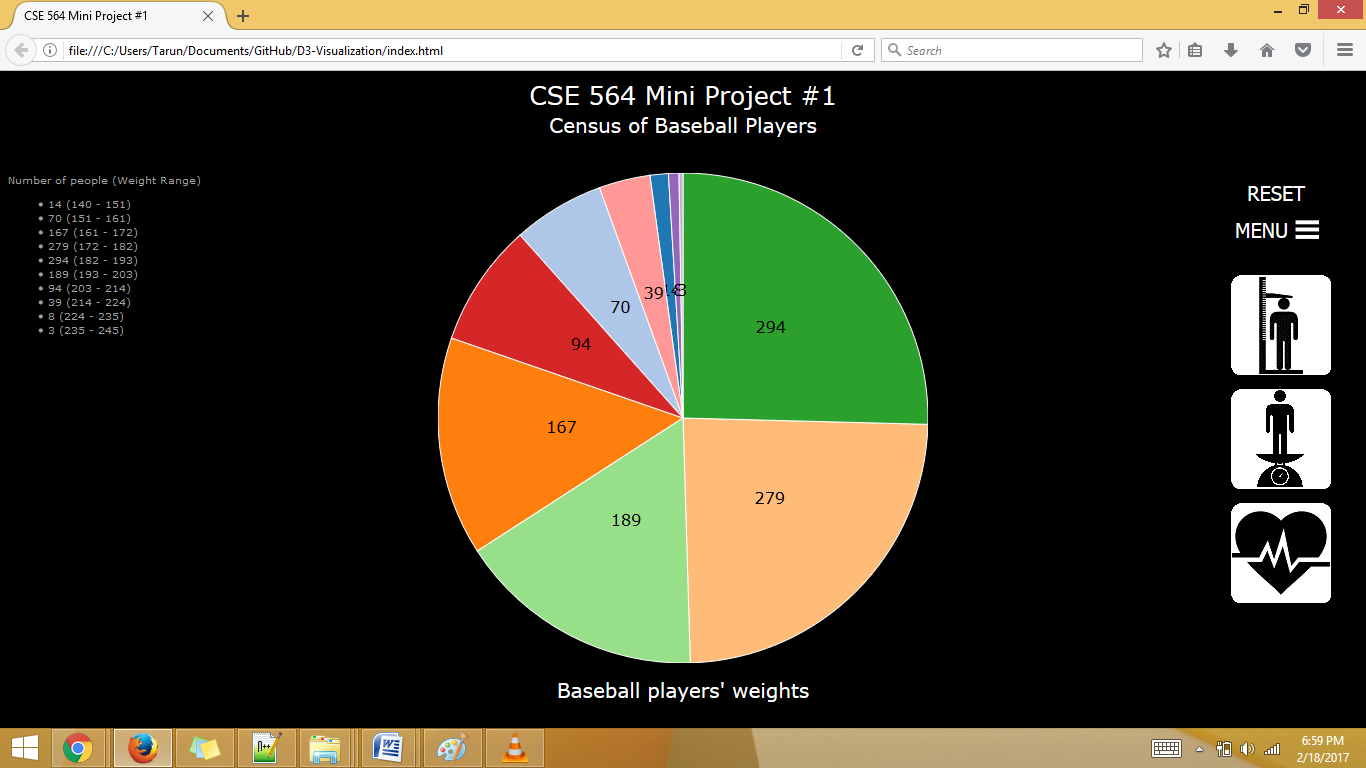 CSE 564 Mini Project #1
file:///C:/Users/Tarun/Documents/GitHub/D3-Visualization/index.html
Search
CSE 564 Mini Project #1
Census of Baseball Players
Number of people (Weight Range)
14 (140 - 151)
70 (151 - 161)
167 (161 - 172)
279 (172 - 182)
294 (182 - 193)
189 (193 - 203)
94 (203 - 214)
39 (214 - 224)
8 (224 - 235)
3 (235 - 245)
RESET
MENU
39
70
294
94
167
279
189
Baseball players' weights
6:59 PM
2/18/2017